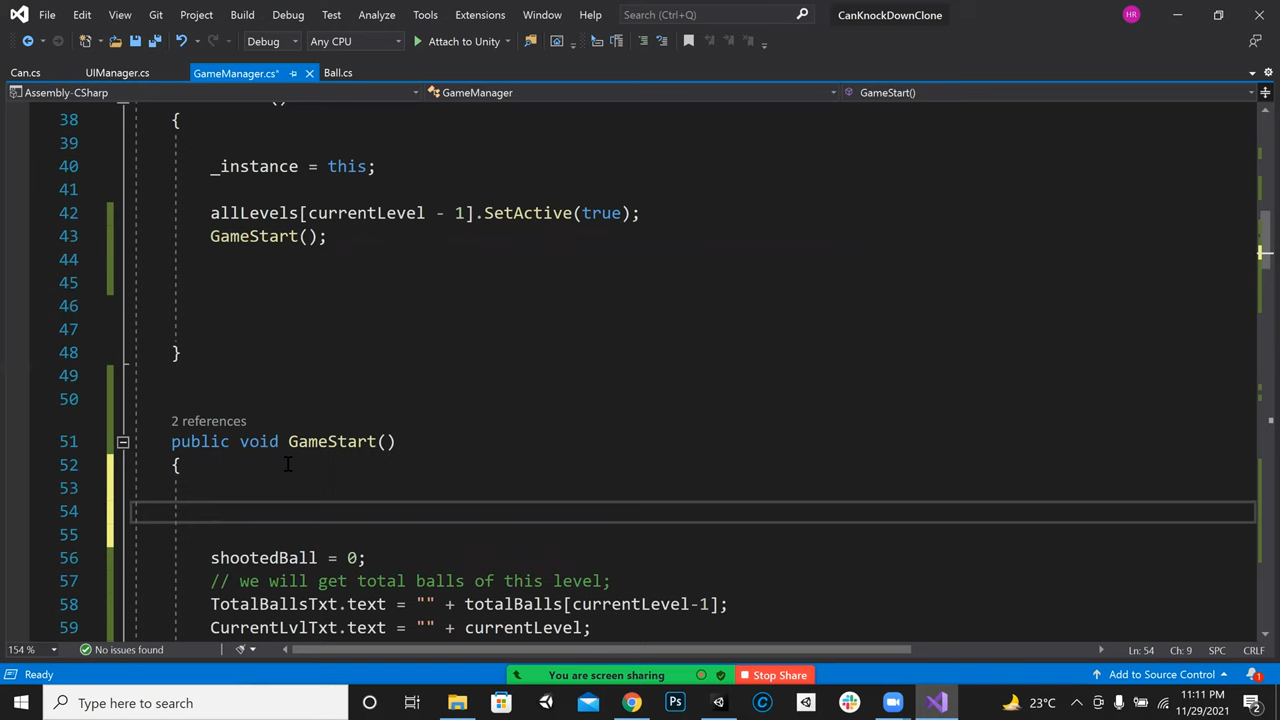 File Edit View Git Project Build Debug Test Analyze Tools Extensions Window Help Search (Ctrl+Q) CanKnockDownClone HR
Debug Any CPU Attach to Unity
Can.cs UIManager.cs GameManager.cs* Ball.cs
Assembly-CSharp GameManager GameStart()
38 {
39
40 _instance = this;
41
42 allLevels[currentLevel - 1].SetActive(true);
43 GameStart();
44
45
46
47
48 }
49
50
2 references
51 public void GameStart()
52 {
53
54
55
56 shootedBall = 0;
57 // we will get total balls of this level;
58 TotalBallsTxt.text = "" + totalBalls[currentLevel-1];
59 CurrentLvlTxt.text = "" + currentLevel;
154 % No issues found Ln: 54 Ch: 9 SPC CRLF
Ready You are screen sharing Stop Share Add to Source Control 1
Type here to search 23°C 11:11 PM
11/29/2021 2